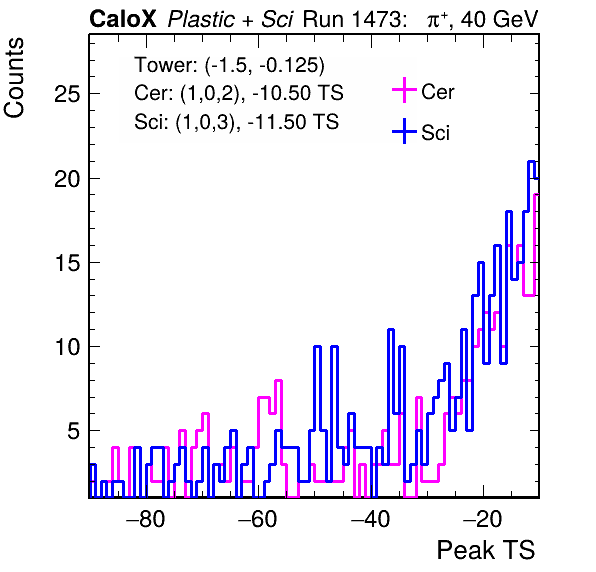 CaloX Plastic + Sci Run 1473: π⁺, 40 GeV
Counts
Tower: (-1.5, -0.125)
Cer: (1,0,2), -10.50 TS
Sci: (1,0,3), -11.50 TS
Cer
Sci
25
20
15
10
5
−80 −60 −40 −20
Peak TS